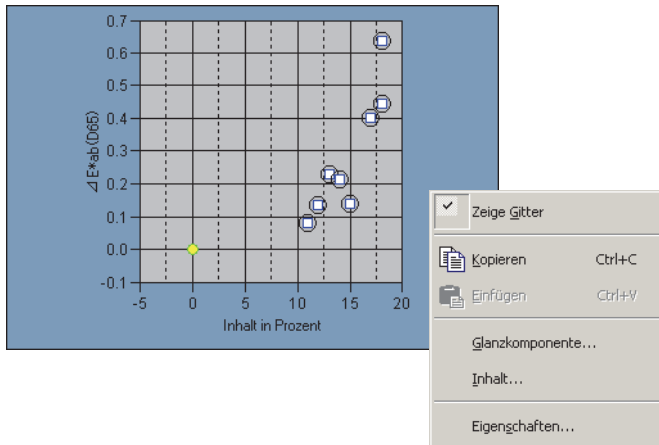 0.7
0.6
0.5
0.4
0.3
0.2
0.1
0.0
-0.1
⊿E*ab(D65)
-5 0 5 10 15 20
Inhalt in Prozent
Zeige Gitter
Kopieren Ctrl+C
Einfügen Ctrl+V
Glanzkomponente...
Inhalt...
Eigenschaften...